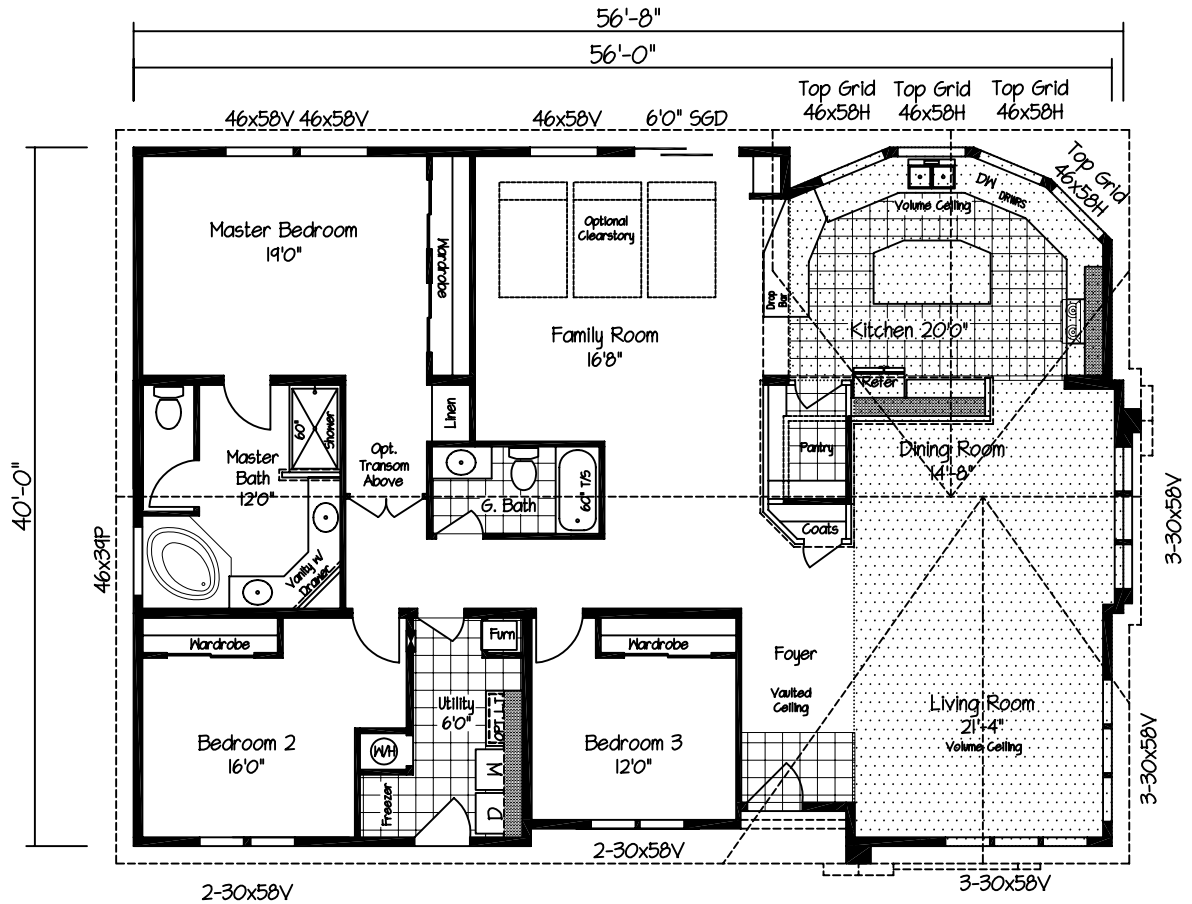 56'-8"
56'-0"
Top Grid
46x58H
Top Grid
46x58H
Top Grid
46x58H
46x58V 46x58V
46x58V
6'0" SGD
Top Grid
46x58H
DW
DRWRS
Volume Ceiling
Master Bedroom
19'0"
Wardrobe
Optional
Clearstory
Drop
Bar
Family Room
16'8"
Kitchen 20'0"
Refer
Linen
60"
Shower
Master
Bath
12'0"
Opt.
Transom
Above
G. Bath
60" T/S
Pantry
Dining Room
14'-8"
Coats
40'-0"
46x39P
3-30x58V
Vanity w/
Drawer
Wardrobe
Furn
Wardrobe
Foyer
Vaulted
Ceiling
Utility
6'0"
OPT. L.T.
Living Room
21'-4"
Volume Ceiling
Bedroom 2
16'0"
W/H
Bedroom 3
12'0"
3-30x58V
Freezer
W
D
2-30x58V
2-30x58V
3-30x58V